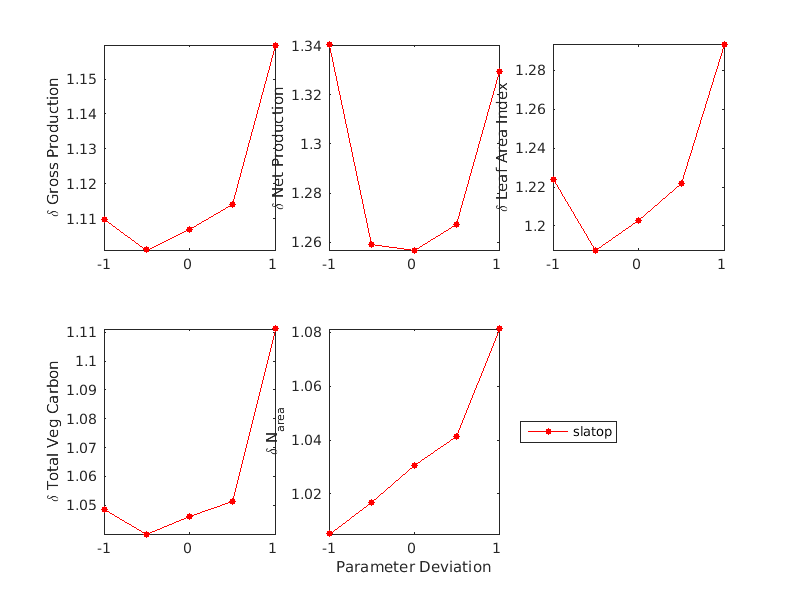 δ Gross Production
1.15
1.14
1.13
1.12
1.11
-1 0 1
δ Net Production
1.34
1.32
1.3
1.28
1.26
-1 0 1
δ Leaf Area Index
1.28
1.26
1.24
1.22
1.2
-1 0 1
δ Total Veg Carbon
1.11
1.1
1.09
1.08
1.07
1.06
1.05
-1 0 1
δ N_area
1.08
1.06
1.04
1.02
-1 0 1
Parameter Deviation
slatop